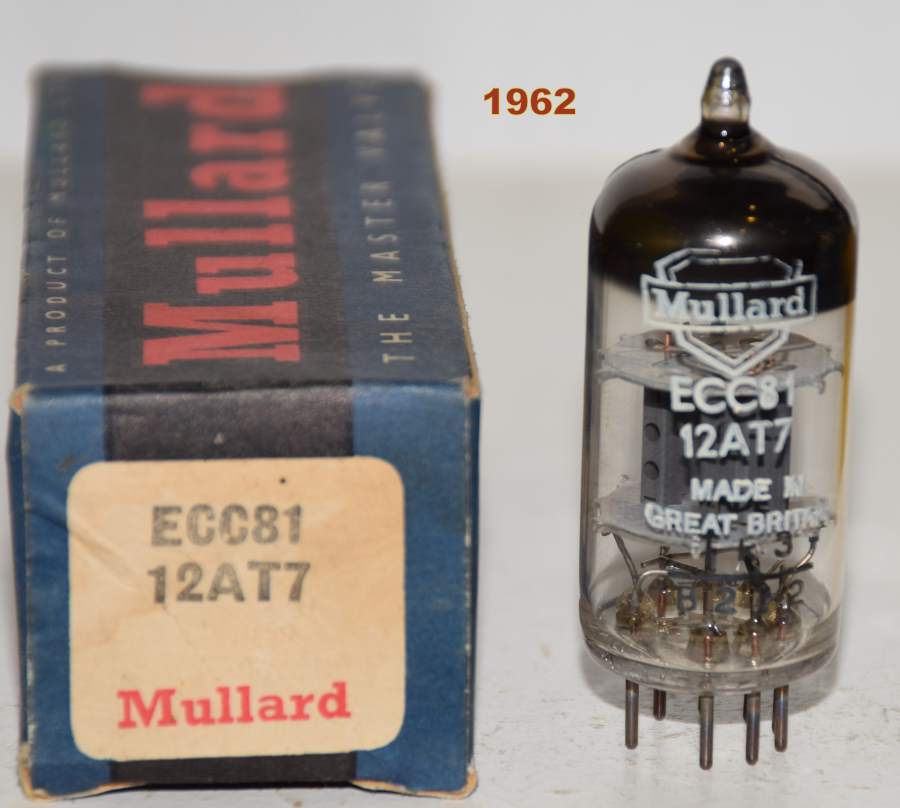 A PRODUCT OF MULLARD
Mullard
THE MASTER VALVE
ECC81
12AT7
Mullard
1962
Mullard
ECC81
12AT7
MADE IN
GREAT BRITAIN